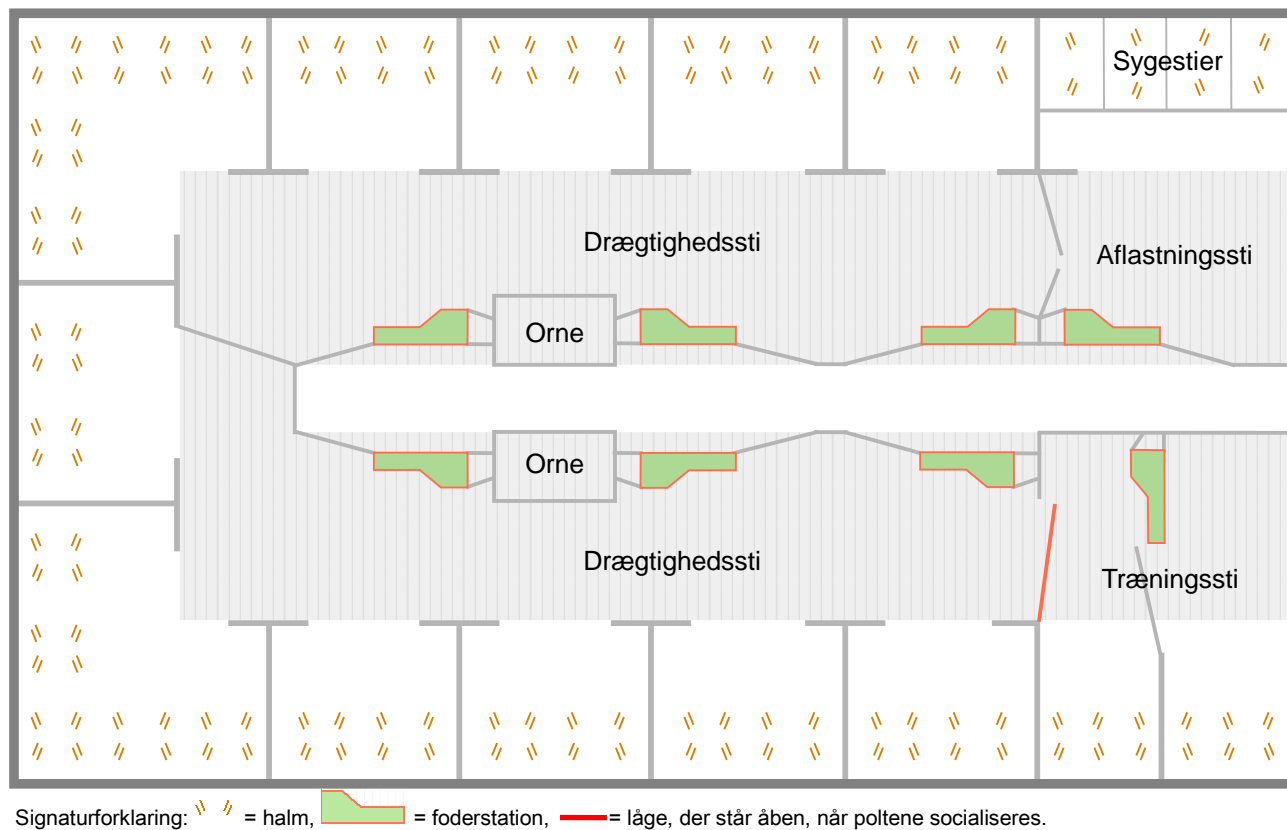 Sygestier
Drægtighedssti
Aflastningssti
Orne
Orne
Drægtighedssti
Træningssti
Signaturforklaring: = halm, = foderstation, = låge, der står åben, når poltene socialiseres.